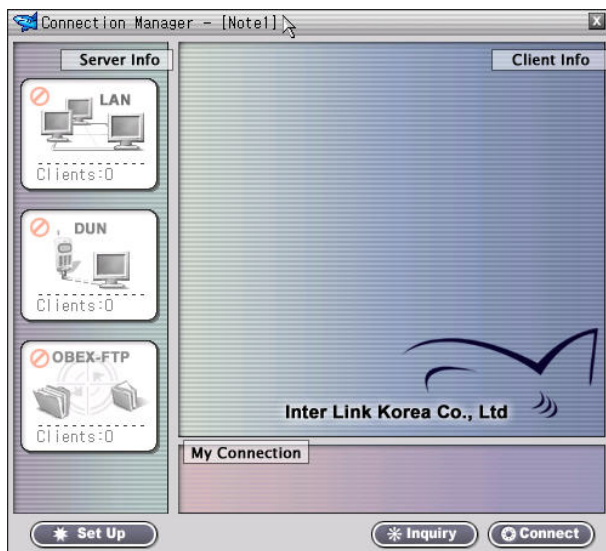 Connection Manager - [Note1]
Server Info
Client Info
LAN
Clients:0
DUN
Clients:0
OBEX-FTP
Clients:0
Inter Link Korea Co., Ltd
My Connection
Set Up
Inquiry
Connect